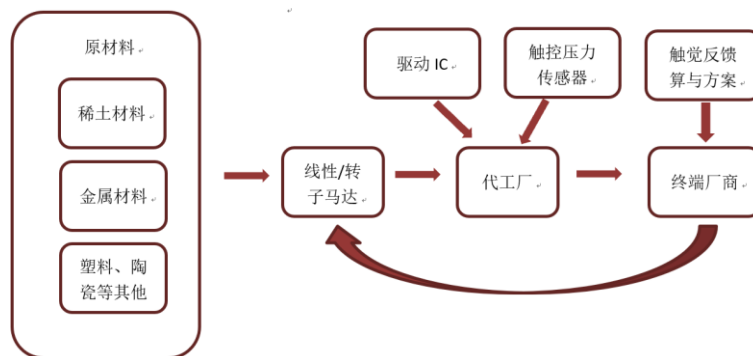 原材料
稀土材料
金属材料
塑料、陶
瓷等其他
线性/转
子马达
驱动 IC
触控压力
传感器
代工厂
触觉反馈
算与方案
终端厂商